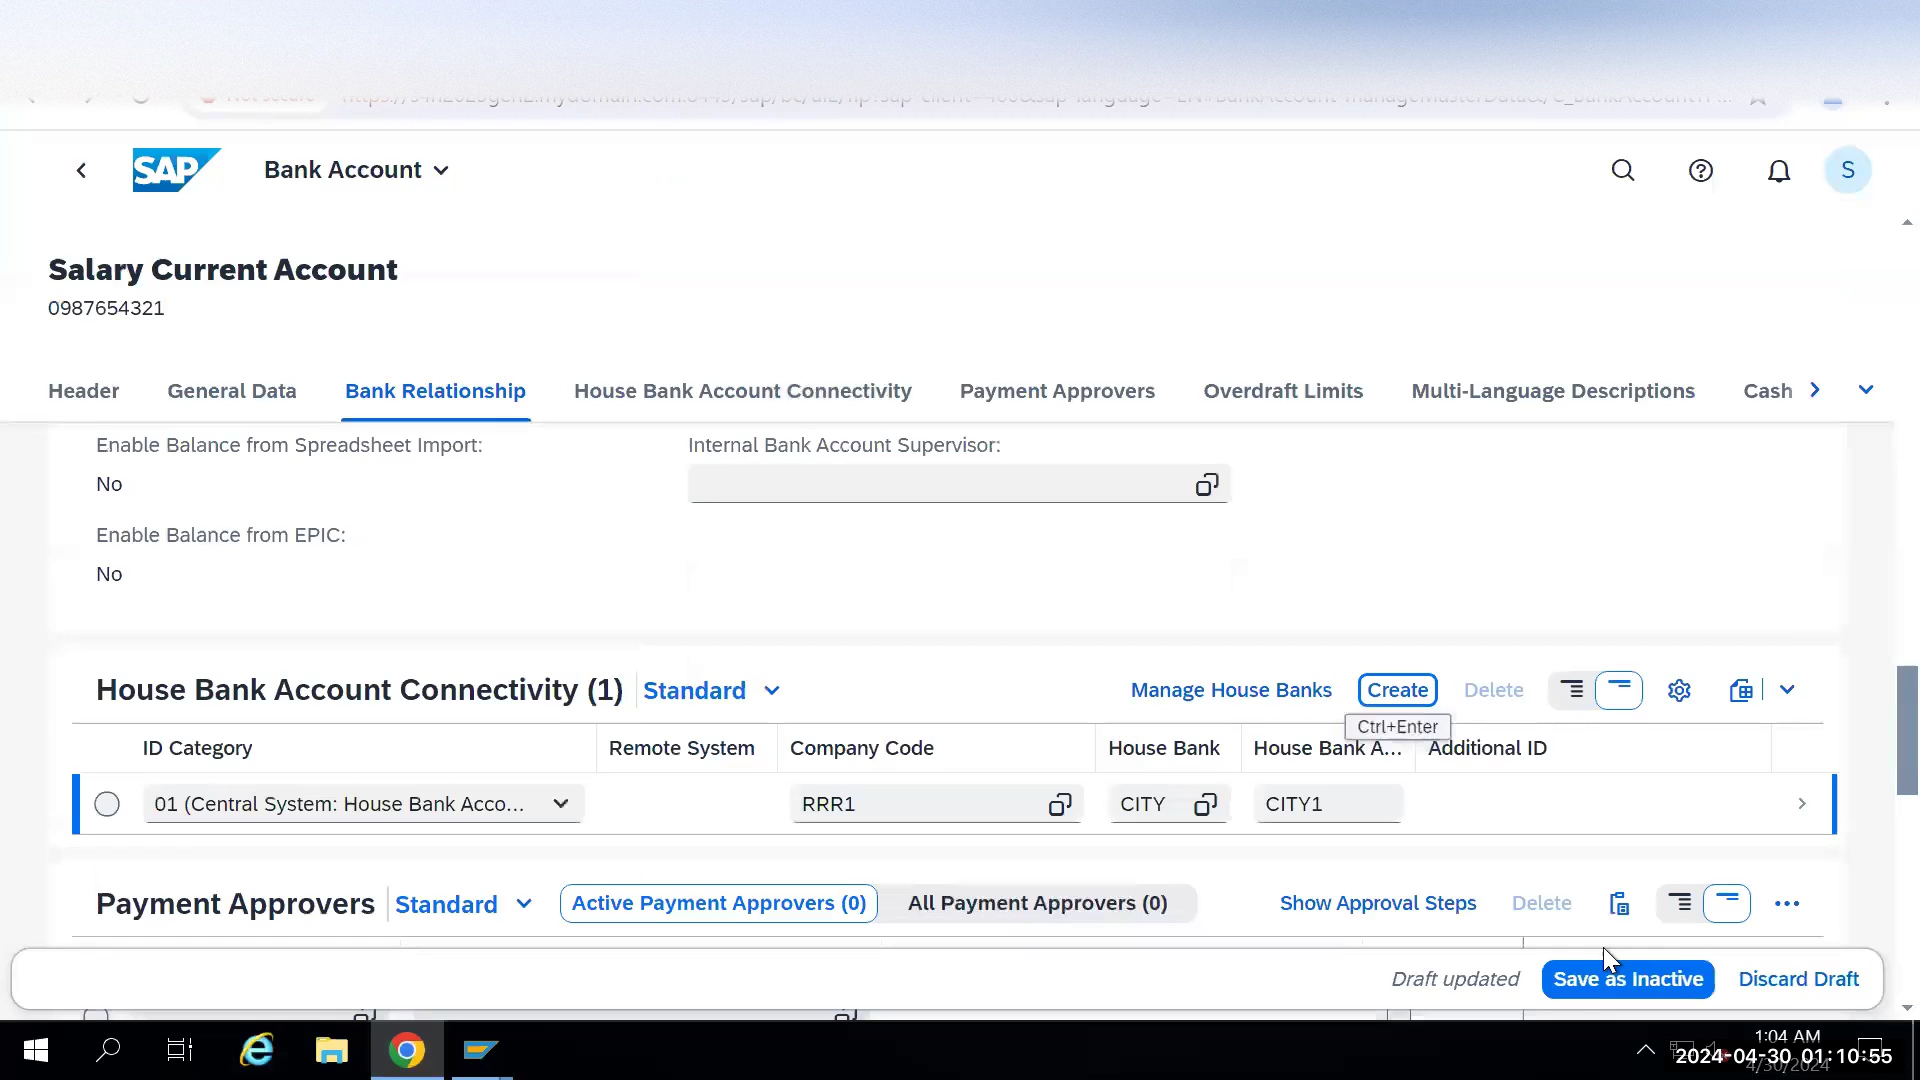 SAP
Bank Account
S
Salary Current Account
0987654321
Header
General Data
Bank Relationship
House Bank Account Connectivity
Payment Approvers
Overdraft Limits
Multi-Language Descriptions
Cash
Enable Balance from Spreadsheet Import:
Internal Bank Account Supervisor:
No
Enable Balance from EPIC:
No
House Bank Account Connectivity (1)
Standard
Manage House Banks
Create
Delete
Ctrl+Enter
ID Category
Remote System
Company Code
House Bank
House Bank A...
Additional ID
01 (Central System: House Bank Acco...
RRR1
CITY
CITY1
Payment Approvers
Standard
Active Payment Approvers (0)
All Payment Approvers (0)
Show Approval Steps
Delete
Draft updated
Save as Inactive
Discard Draft
1:04 AM
2024-04-30 01:10:55
4/30/2024